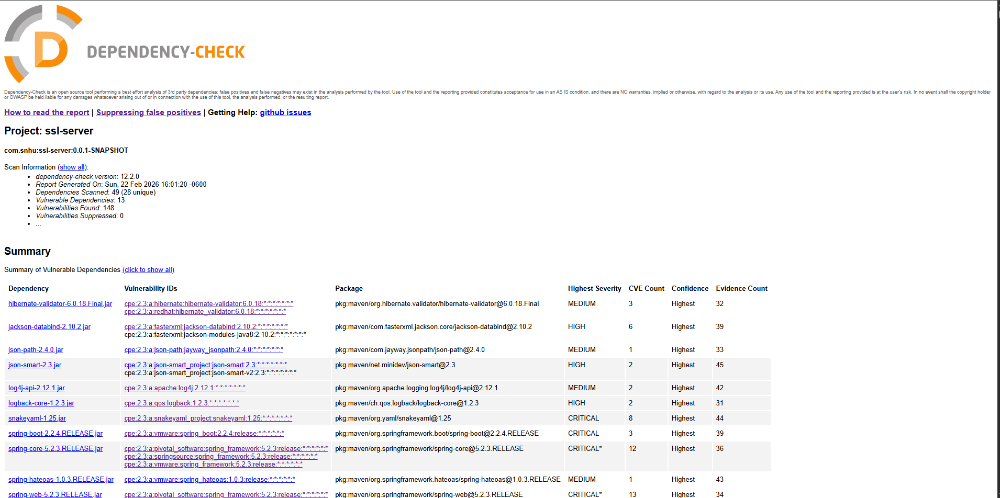 DEPENDENCY-CHECK
Dependency-Check is an open source tool performing a best effort analysis of 3rd party dependencies; false positives and false negatives may exist in the analysis performed by the tool. Use of the tool and the reporting provided constitutes acceptance for use in an AS IS condition, and there are NO warranties, implied or otherwise, with regard to the analysis or its use. Any use of the tool and the reporting provided is at the user's risk. In no event shall the copyright holder
or OWASP be held liable for any damages whatsoever arising out of or in connection with the use of this tool, the analysis performed, or the resulting report.
How to read the report | Suppressing false positives | Getting Help: github issues
Project: ssl-server
com.snhu:ssl-server:0.0.1-SNAPSHOT
Scan Information (show all):
• dependency-check version: 12.2.0
• Report Generated On: Sun, 22 Feb 2026 16:01:20 -0600
• Dependencies Scanned: 49 (28 unique)
• Vulnerable Dependencies: 13
• Vulnerabilities Found: 148
• Vulnerabilities Suppressed: 0
• ...
Summary
Summary of Vulnerable Dependencies (click to show all)
Dependency Vulnerability IDs Package Highest Severity CVE Count Confidence Evidence Count
hibernate-validator-6.0.18.Final.jar cpe:2.3:a:hibernate:hibernate-validator:6.0.18:*:*:*:*:*:*:* pkg:maven/org.hibernate.validator/hibernate-validator@6.0.18.Final MEDIUM 3 Highest 32
cpe:2.3:a:redhat:hibernate_validator:6.0.18:*:*:*:*:*:*:*
jackson-databind-2.10.2.jar cpe:2.3:a:fasterxml:jackson-databind:2.10.2:*:*:*:*:*:*:* pkg:maven/com.fasterxml.jackson.core/jackson-databind@2.10.2 HIGH 6 Highest 39
cpe:2.3:a:fasterxml:jackson-modules-java8:2.10.2:*:*:*:*:*:*:*
json-path-2.4.0.jar cpe:2.3:a:json-path:jayway_jsonpath:2.4.0:*:*:*:*:*:*:* pkg:maven/com.jayway.jsonpath/json-path@2.4.0 MEDIUM 1 Highest 33
json-smart-2.3.jar cpe:2.3:a:json-smart_project:json-smart:2.3:*:*:*:*:*:*:* pkg:maven/net.minidev/json-smart@2.3 HIGH 2 Highest 45
cpe:2.3:a:json-smart_project:json-smart-v2:2.3:*:*:*:*:*:*:*
log4j-api-2.12.1.jar cpe:2.3:a:apache:log4j:2.12.1:*:*:*:*:*:*:* pkg:maven/org.apache.logging.log4j/log4j-api@2.12.1 MEDIUM 2 Highest 42
logback-core-1.2.3.jar cpe:2.3:a:qos:logback:1.2.3:*:*:*:*:*:*:* pkg:maven/ch.qos.logback/logback-core@1.2.3 HIGH 2 Highest 31
snakeyaml-1.25.jar cpe:2.3:a:snakeyaml_project:snakeyaml:1.25:*:*:*:*:*:*:* pkg:maven/org.yaml/snakeyaml@1.25 CRITICAL 8 Highest 44
spring-boot-2.2.4.RELEASE.jar cpe:2.3:a:vmware:spring_boot:2.2.4:release:*:*:*:*:*:* pkg:maven/org.springframework.boot/spring-boot@2.2.4.RELEASE CRITICAL 3 Highest 39
spring-core-5.2.3.RELEASE.jar cpe:2.3:a:pivotal_software:spring_framework:5.2.3:release:*:*:*:*:*:* pkg:maven/org.springframework/spring-core@5.2.3.RELEASE CRITICAL* 12 Highest 36
cpe:2.3:a:springsource:spring_framework:5.2.3:release:*:*:*:*:*:*
cpe:2.3:a:vmware:spring_framework:5.2.3:release:*:*:*:*:*:*
spring-hateoas-1.0.3.RELEASE.jar cpe:2.3:a:vmware:spring_hateoas:1.0.3:release:*:*:*:*:*:* pkg:maven/org.springframework.hateoas/spring-hateoas@1.0.3.RELEASE MEDIUM 1 Highest 43
spring-web-5.2.3.RELEASE.jar cpe:2.3:a:pivotal_software:spring_framework:5.2.3:release:*:*:*:*:*:* pkg:maven/org.springframework/spring-web@5.2.3.RELEASE CRITICAL* 13 Highest 34